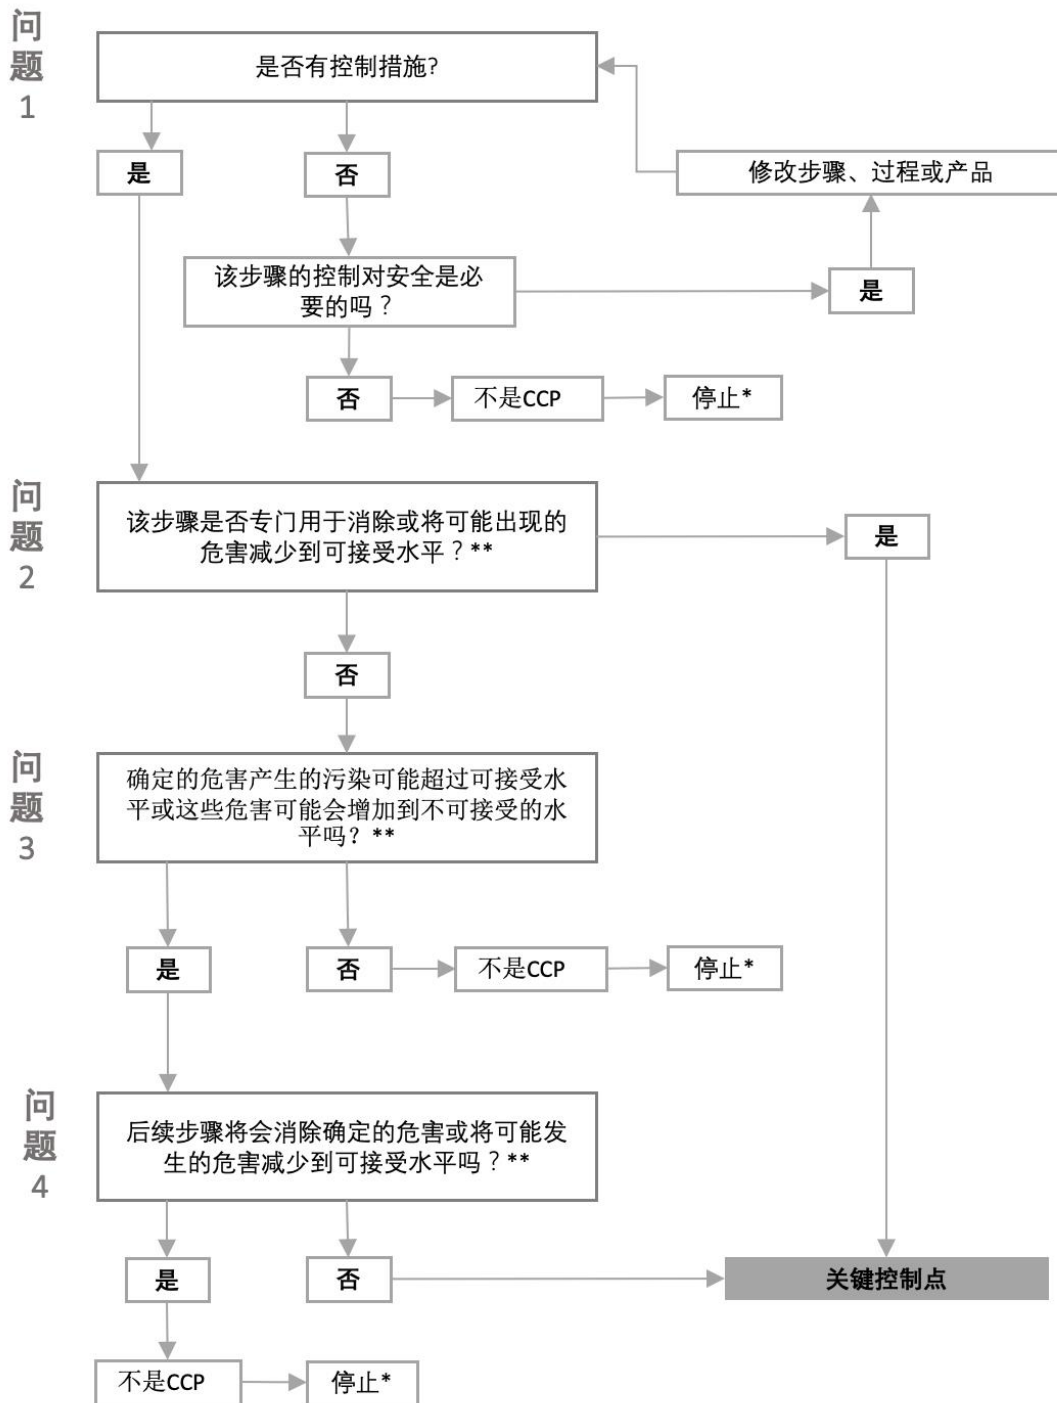 问
题
1
是否有控制措施?
是
否
修改步骤、过程或产品
该步骤的控制对安全是必
要的吗？
是
否
不是CCP
停止*
问
题
2
该步骤是否专门用于消除或将可能出现的
危害减少到可接受水平？**
是
否
问
题
3
确定的危害产生的污染可能超过可接受水
平或这些危害可能会增加到不可接受的水
平吗？**
是
否
不是CCP
停止*
问
题
4
后续步骤将会消除确定的危害或将可能发
生的危害减少到可接受水平吗？**
是
否
关键控制点
不是CCP
停止*